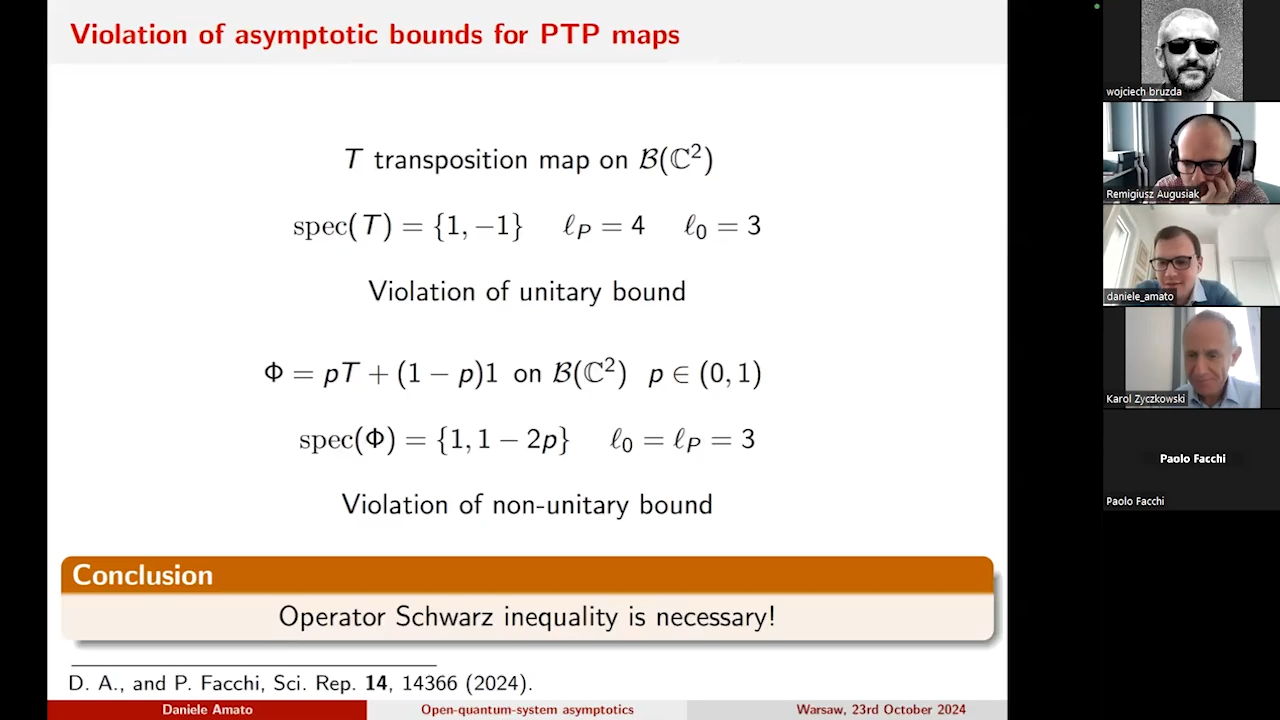 Violation of asymptotic bounds for PTP maps
T transposition map on ℬ(ℂ²)
spec(T) = {1, −1} ℓ_P = 4 ℓ₀ = 3
Violation of unitary bound
Φ = pT + (1 − p)1 on ℬ(ℂ²) p ∈ (0, 1)
spec(Φ) = {1, 1 − 2p} ℓ₀ = ℓ_P = 3
Violation of non-unitary bound
Conclusion
Operator Schwarz inequality is necessary!
D. A., and P. Facchi, Sci. Rep. 14, 14366 (2024).
Daniele Amato
Open-quantum-system asymptotics
Warsaw, 23rd October 2024
wojciech bruzda
Remigiusz Augusiak
daniele_amato
Karol Zyczkowski
Paolo Facchi
Paolo Facchi